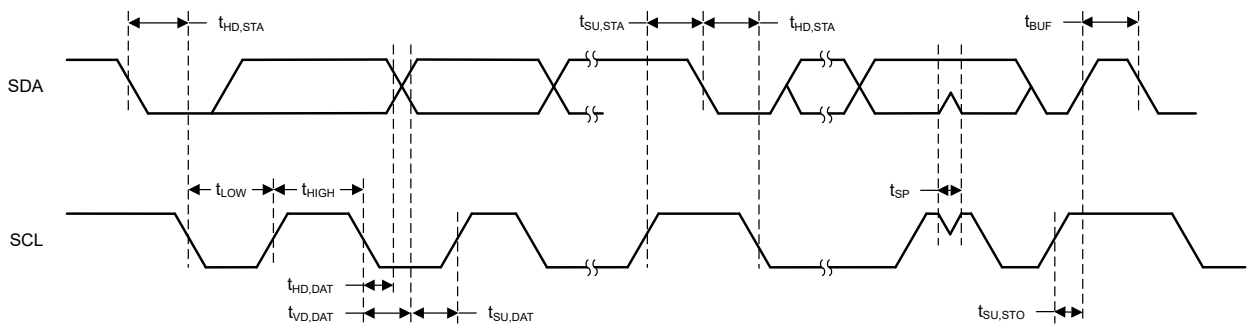 tHD,STA
tSU,STA
tHD,STA
tBUF
SDA
tLOW
tHIGH
tSP
SCL
tHD,DAT
tVD,DAT
tSU,DAT
tSU,STO